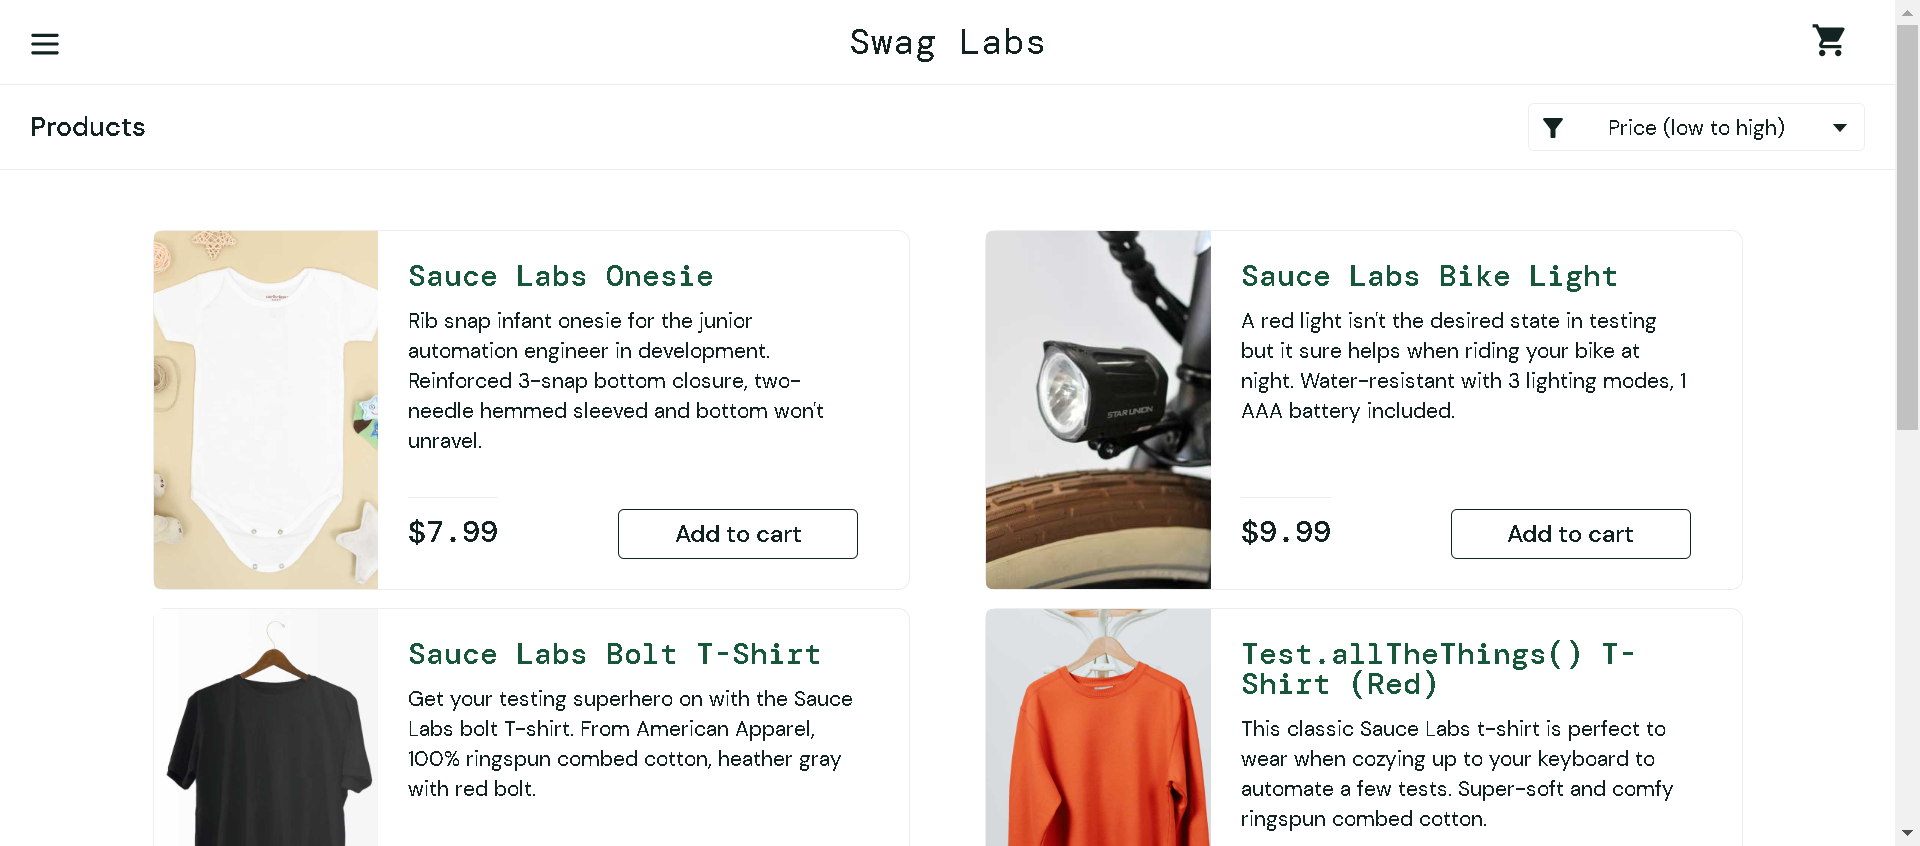 Swag Labs
Products
Price (low to high)
Sauce Labs Onesie
Rib snap infant onesie for the junior
automation engineer in development.
Reinforced 3-snap bottom closure, two-
needle hemmed sleeved and bottom won't
unravel.
$7.99
Add to cart
Sauce Labs Bike Light
A red light isn't the desired state in testing
but it sure helps when riding your bike at
night. Water-resistant with 3 lighting modes, 1
AAA battery included.
STAR UNION
$9.99
Add to cart
Sauce Labs Bolt T-Shirt
Get your testing superhero on with the Sauce
Labs bolt T-shirt. From American Apparel,
100% ringspun combed cotton, heather gray
with red bolt.
Test.allTheThings() T-
Shirt (Red)
This classic Sauce Labs t-shirt is perfect to
wear when cozying up to your keyboard to
automate a few tests. Super-soft and comfy
ringspun combed cotton.